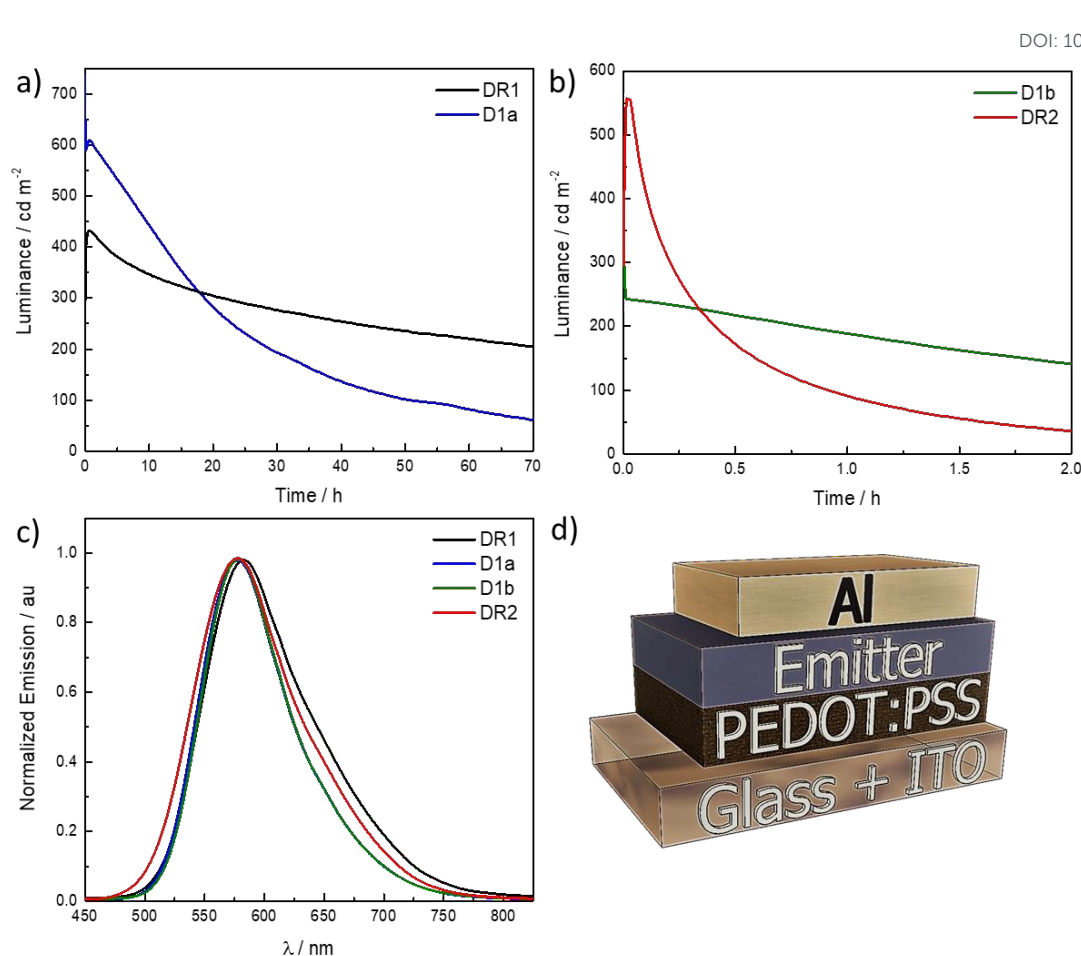 DOI: 10
a)
DR1
D1a
Luminance / cd m-2
700
600
500
400
300
200
100
0
0 10 20 30 40 50 60 70
Time / h
b)
D1b
DR2
Luminance / cd m-2
600
500
400
300
200
100
0
0.0 0.5 1.0 1.5 2.0
Time / h
c)
DR1
D1a
D1b
DR2
Normalized Emission / au
1.0
0.8
0.6
0.4
0.2
0.0
450 500 550 600 650 700 750 800
λ / nm
d)
Al
Emitter
PEDOT:PSS
Glass + ITO